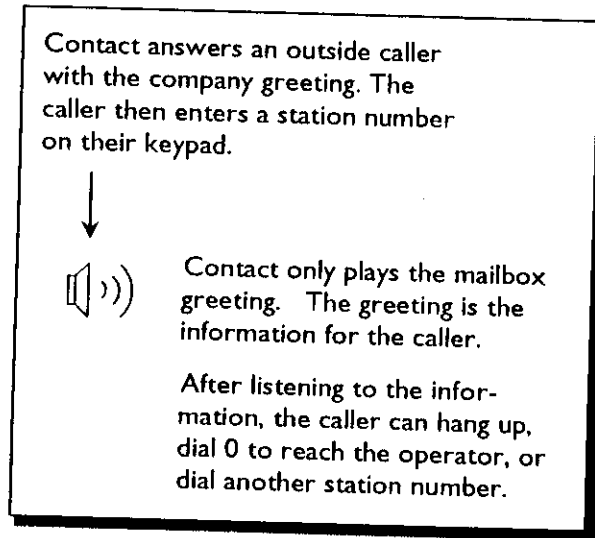 Contact answers an outside caller
with the company greeting. The
caller then enters a station number
on their keypad.
Contact only plays the mailbox
greeting. The greeting is the
information for the caller.
After listening to the infor-
mation, the caller can hang up,
dial 0 to reach the operator, or
dial another station number.